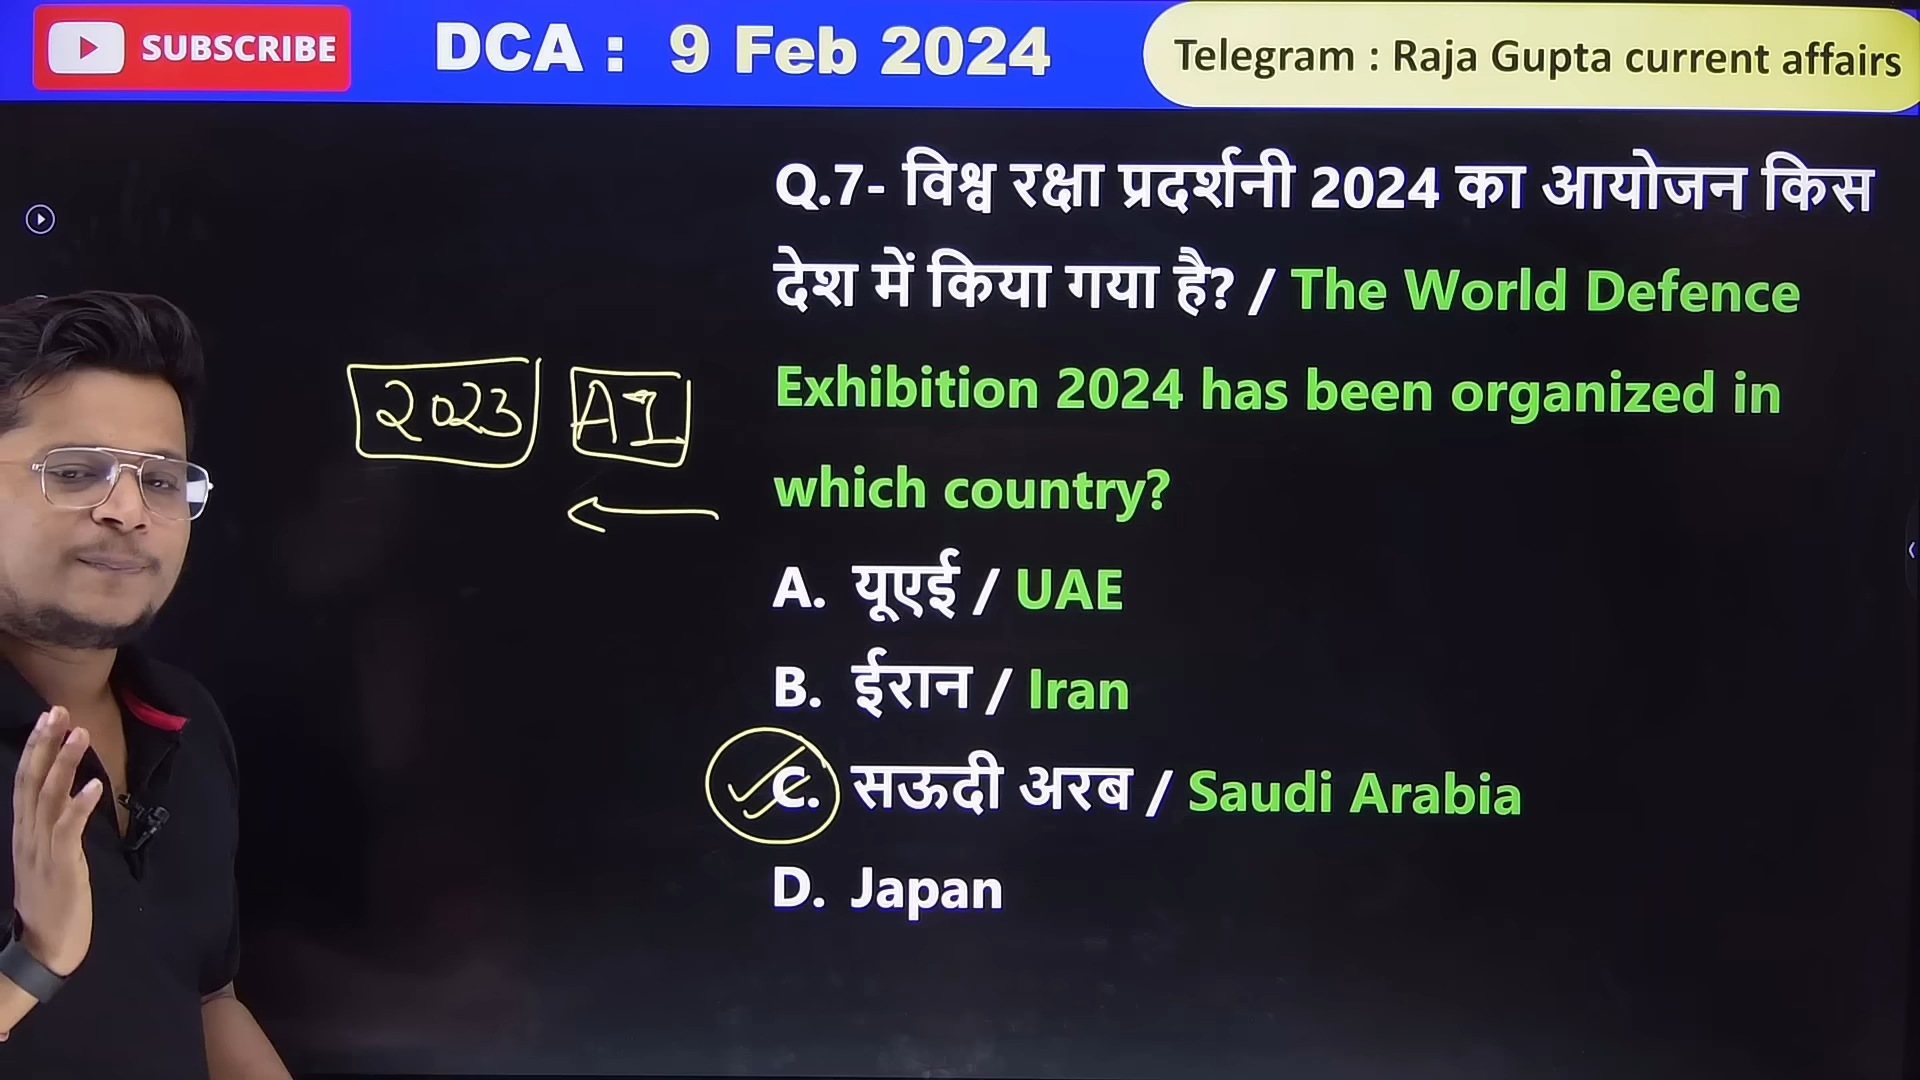 SUBSCRIBE
DCA : 9 Feb 2024
Telegram : Raja Gupta current affairs
Q.7- विश्व रक्षा प्रदर्शनी 2024 का आयोजन किस
देश में किया गया है? / The World Defence
Exhibition 2024 has been organized in
which country?
2023
AI
A. यूएई / UAE
B. ईरान / Iran
C. सऊदी अरब / Saudi Arabia
D. Japan